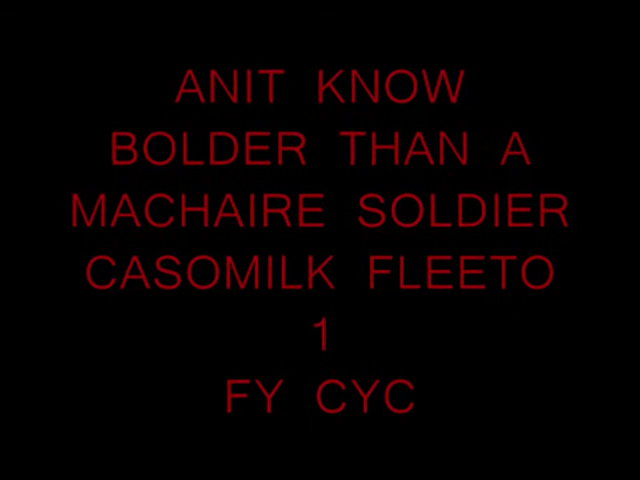 ANIT KNOW
BOLDER THAN A
MACHAIRE SOLDIER
CASOMILK FLEETO
1
FY CYC